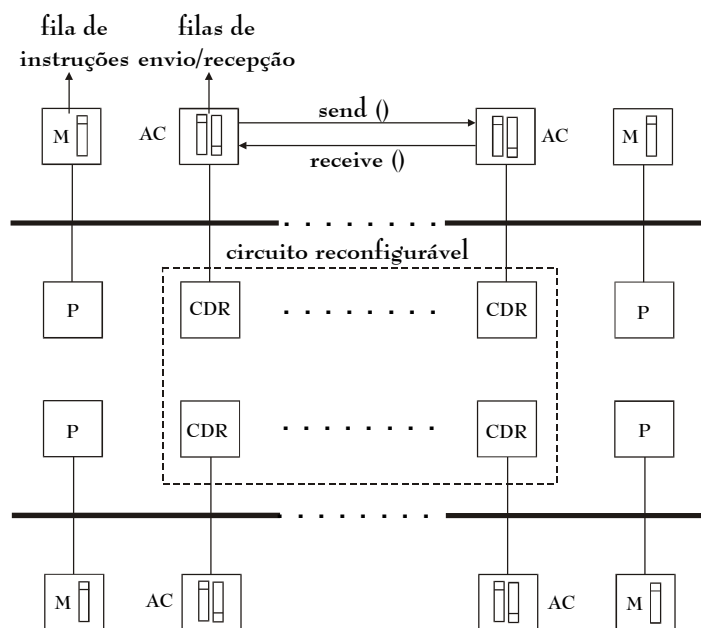 fila de
instruções
filas de
envio/recepção
M
AC
send ()
receive ()
AC
M
circuito reconfigurável
P
CDR
CDR
P
P
CDR
CDR
P
M
AC
AC
M